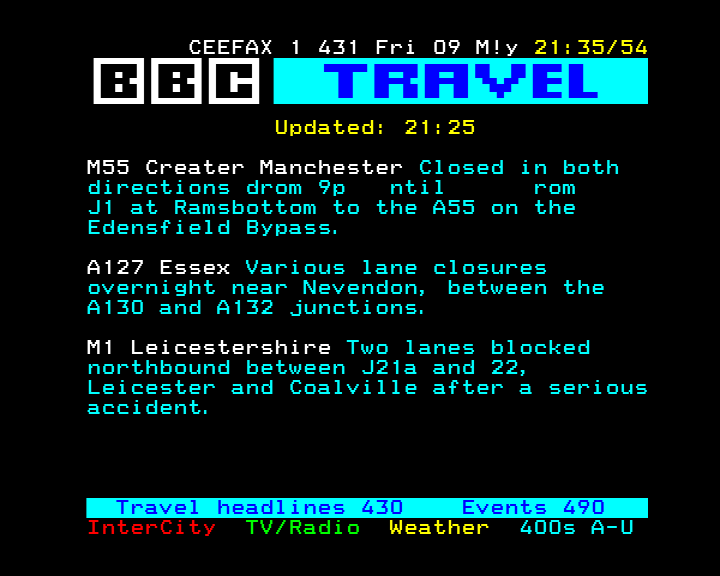 CEEFAX 1 431 Fri 09 M!y 21:35/54
BBC TRAVEL
Updated: 21:25
M55 Creater Manchester Closed in both
directions drom 9p   ntil      rom
J1 at Ramsbottom to the A55 on the
Edensfield Bypass.
A127 Essex Various lane closures
overnight near Nevendon, between the
A130 and A132 junctions.
M1 Leicestershire Two lanes blocked
northbound between J21a and 22,
Leicester and Coalville after a serious
accident.
Travel headlines 430    Events 490
InterCity  TV/Radio  Weather  400s A-U